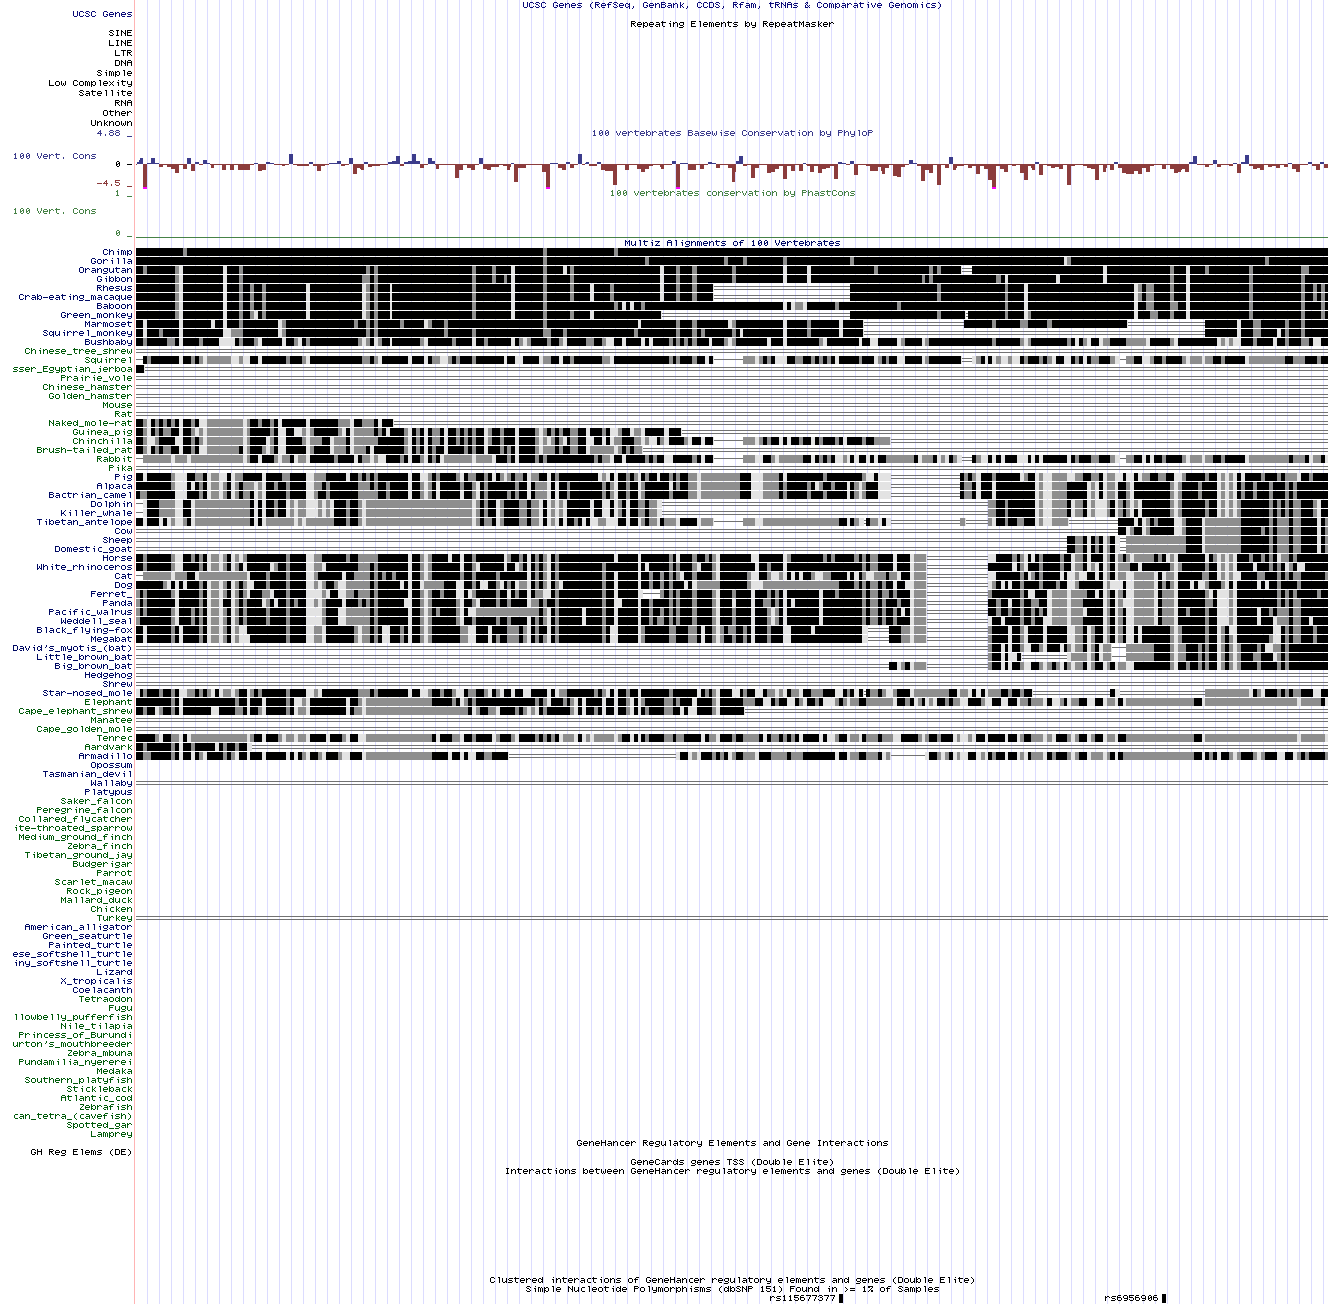 UCSC Genes (RefSeq, GenBank, CCDS, Rfam, tRNAs & Comparative Genomics)
UCSC Genes
Repeating Elements by RepeatMasker
SINE
LINE
LTR
DNA
Simple
Low Complexity
Satellite
RNA
Other
Unknown
4.88 _
100 vertebrates Basewise Conservation by PhyloP
100 Vert. Cons
0 _
-4.5 _
1 _
100 vertebrates conservation by PhastCons
100 Vert. Cons
0 _
Multiz Alignments of 100 Vertebrates
Chimp
Gorilla
Orangutan
Gibbon
Rhesus
Crab-eating_macaque
Baboon
Green_monkey
Marmoset
Squirrel_monkey
Bushbaby
Chinese_tree_shrew
Squirrel
sser_Egyptian_jerboa
Prairie_vole
Chinese_hamster
Golden_hamster
Mouse
Rat
Naked_mole-rat
Guinea_pig
Chinchilla
Brush-tailed_rat
Rabbit
Pika
Pig
Alpaca
Bactrian_camel
Dolphin
Killer_whale
Tibetan_antelope
Cow
Sheep
Domestic_goat
Horse
White_rhinoceros
Cat
Dog
Ferret_
Panda
Pacific_walrus
Weddell_seal
Black_flying-fox
Megabat
David's_myotis_(bat)
Little_brown_bat
Big_brown_bat
Hedgehog
Shrew
Star-nosed_mole
Elephant
Cape_elephant_shrew
Manatee
Cape_golden_mole
Tenrec
Aardvark
Armadillo
Opossum
Tasmanian_devil
Wallaby
Platypus
Saker_falcon
Peregrine_falcon
Collared_flycatcher
ite-throated_sparrow
Medium_ground_finch
Zebra_finch
Tibetan_ground_jay
Budgerigar
Parrot
Scarlet_macaw
Rock_pigeon
Mallard_duck
Chicken
Turkey
American_alligator
Green_seaturtle
Painted_turtle
ese_softshell_turtle
iny_softshell_turtle
Lizard
X_tropicalis
Coelacanth
Tetraodon
Fugu
llowbelly_pufferfish
Nile_tilapia
Princess_of_Burundi
urton's_mouthbreeder
Zebra_mbuna
Pundamilia_nyererei
Medaka
Southern_platyfish
Stickleback
Atlantic_cod
Zebrafish
can_tetra_(cavefish)
Spotted_gar
Lamprey
GeneHancer Regulatory Elements and Gene Interactions
GH Reg Elems (DE)
GeneCards genes TSS (Double Elite)
Interactions between GeneHancer regulatory elements and genes (Double Elite)
Clustered interactions of GeneHancer regulatory elements and genes (Double Elite)
Simple Nucleotide Polymorphisms (dbSNP 151) Found in >= 1% of Samples
rs115677377 rs6956906